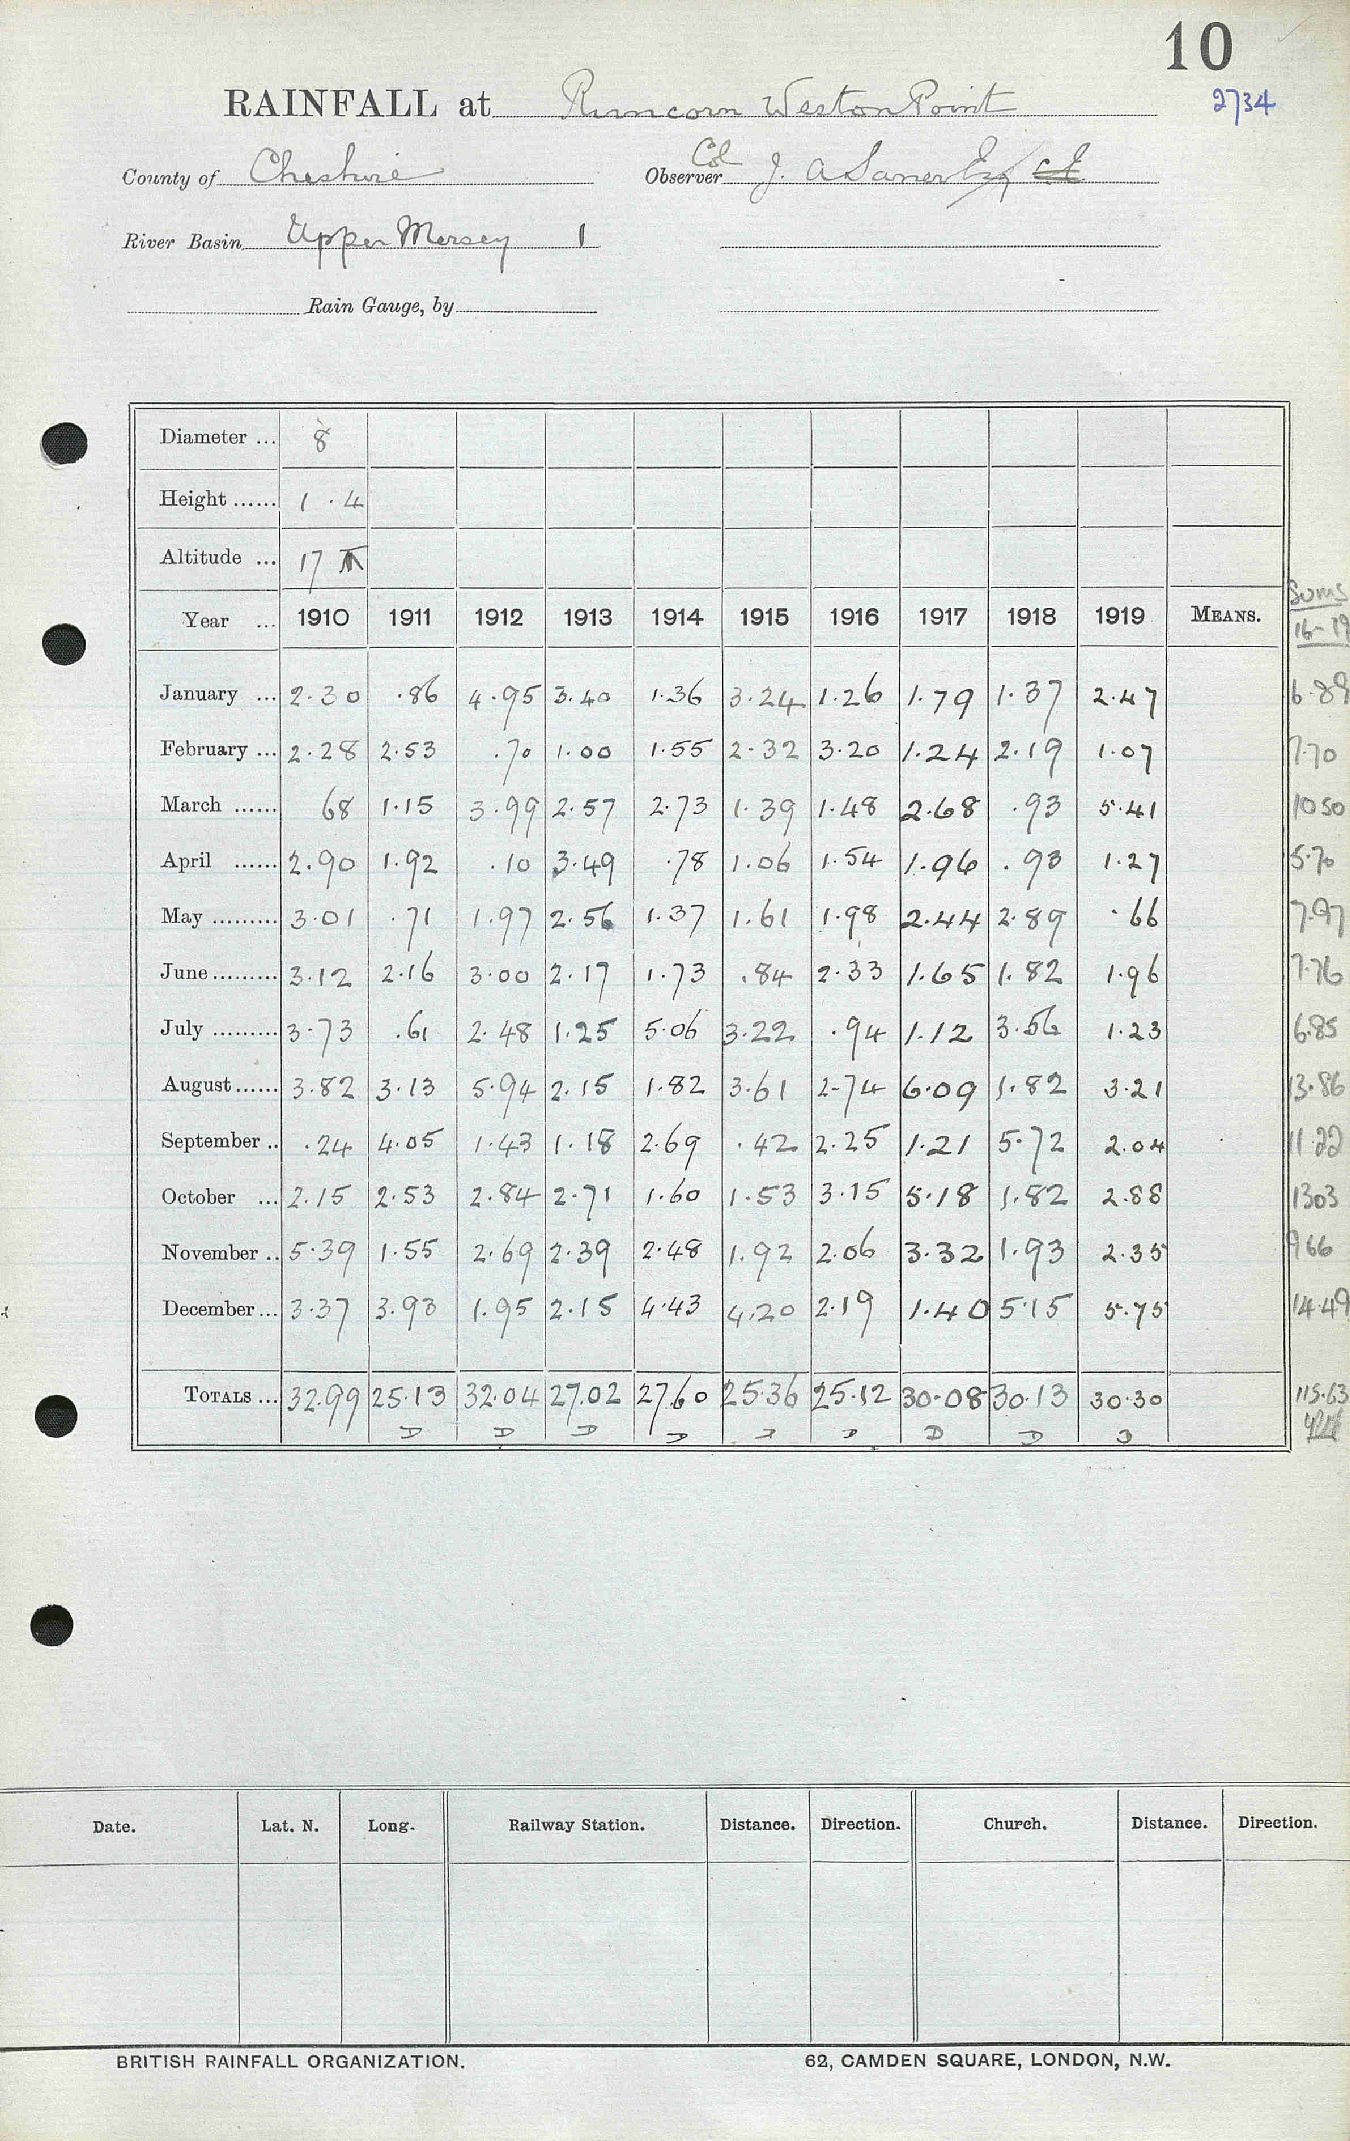 10
RAINFALL at Runcorn Weston Point 2734
County of Cheshire Observer Col J. A Saner Esq CE
River Basin Upper Mersey 1
Rain Gauge, by
Diameter ... 8
Height ...... 1 . 4
Altitude ... 17
Sums
Year ... 1910 1911 1912 1913 1914 1915 1916 1917 1918 1919 MEANS. 16-19
January ... 2.30 .86 4.95 3.40 1.36 3.24 1.26 1.79 1.37 2.47 6.89
February ... 2.28 2.53 .70 1.00 1.55 2.32 3.20 1.24 2.19 1.07 7.70
March ...... 68 1.15 3.99 2.57 2.73 1.39 1.48 2.68 .93 5.41 1050
April ...... 2.90 1.92 .10 3.49 .78 1.06 1.54 1.96 .93 1.27 5.70
May ......... 3.01 .71 1.97 2.56 1.37 1.61 1.98 2.44 2.89 .66 7.97
June ......... 3.12 2.16 3.00 2.17 1.73 .84 2.33 1.65 1.82 1.96 7.76
July ......... 3.73 .61 2.48 1.25 5.06 3.22 .94 1.12 3.56 1.23 6.85
August ...... 3.82 3.13 5.94 2.15 1.82 3.61 2.74 6.09 1.82 3.21 13.86
September .. .24 4.05 1.43 1.18 2.69 .42 2.25 1.21 5.72 2.04 11.22
October ... 2.15 2.53 2.84 2.71 1.60 1.53 3.15 5.18 1.82 2.88 1303
November .. 5.39 1.55 2.69 2.39 2.48 1.92 2.06 3.32 1.93 2.35 966
December ... 3.37 3.93 1.95 2.15 4.43 4.20 2.19 1.40 5.15 5.75 14.49
TOTALS ... 32.99 25.13 32.04 27.02 27.60 25.36 25.12 30.08 30.13 30.30 115.63
D D D D D D D D D
Date. Lat. N. Long. Railway Station. Distance. Direction. Church. Distance. Direction.
BRITISH RAINFALL ORGANIZATION. 62, CAMDEN SQUARE, LONDON, N.W.